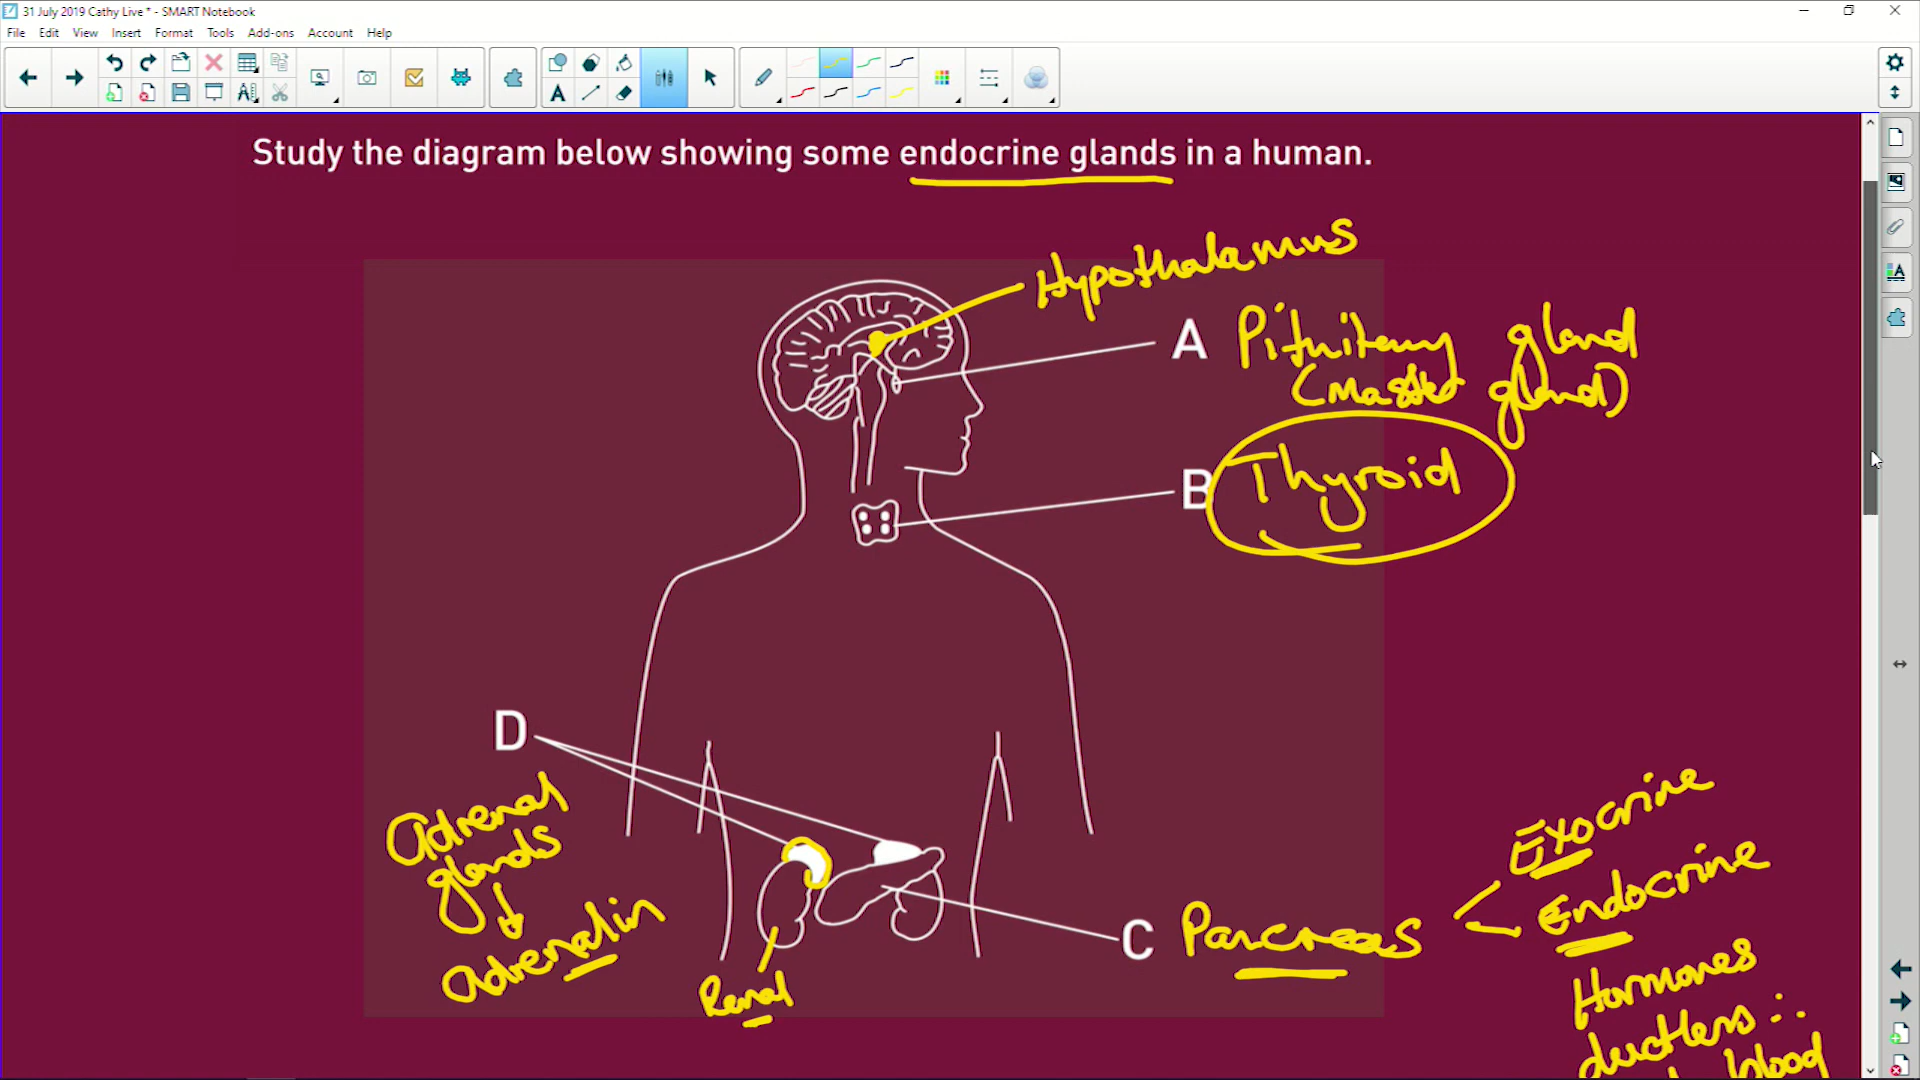 31 July 2019 Cathy Live * - SMART Notebook
File Edit View Insert Format Tools Add-ons Account Help
Study the diagram below showing some endocrine glands in a human.
Hypothalamus
A Pituitary gland
(Master gland)
B Thyroid
D
Adrenal
glands
Adrenalin
Renal
C Pancreas
Exocrine
Endocrine
Hormones
ductless ∴
blood